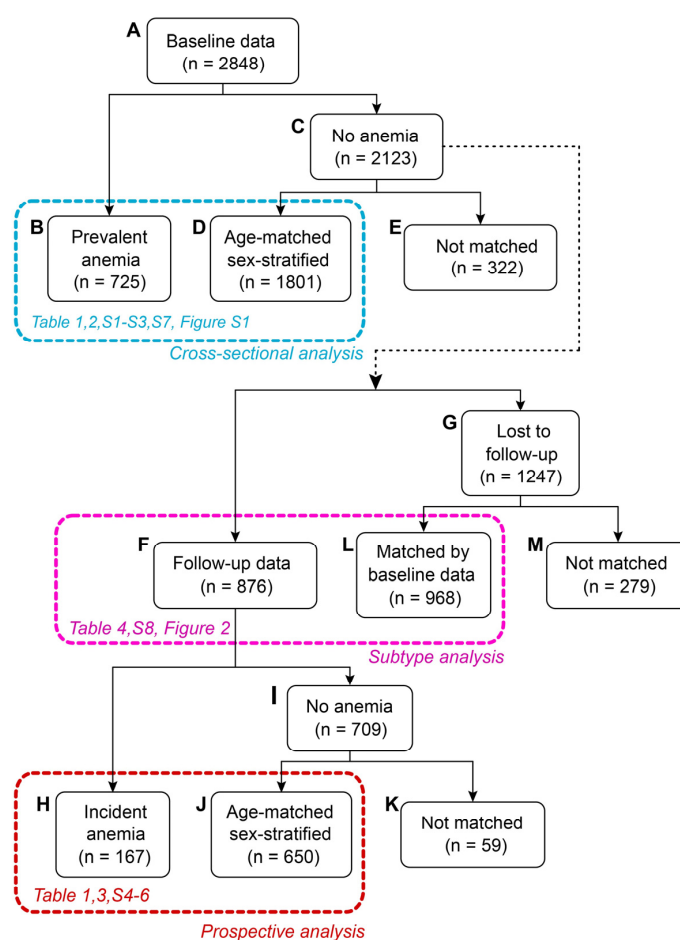 A
Baseline data
(n = 2848)
C
No anemia
(n = 2123)
B
Prevalent
anemia
(n = 725)
D
Age-matched
sex-stratified
(n = 1801)
E
Not matched
(n = 322)
Table 1,2,S1-S3,S7, Figure S1
Cross-sectional analysis
G
Lost to
follow-up
(n = 1247)
F
Follow-up data
(n = 876)
L
Matched by
baseline data
(n = 968)
M
Not matched
(n = 279)
Table 4,S8, Figure 2
Subtype analysis
I
No anemia
(n = 709)
H
Incident
anemia
(n = 167)
J
Age-matched
sex-stratified
(n = 650)
K
Not matched
(n = 59)
Table 1,3,S4-6
Prospective analysis